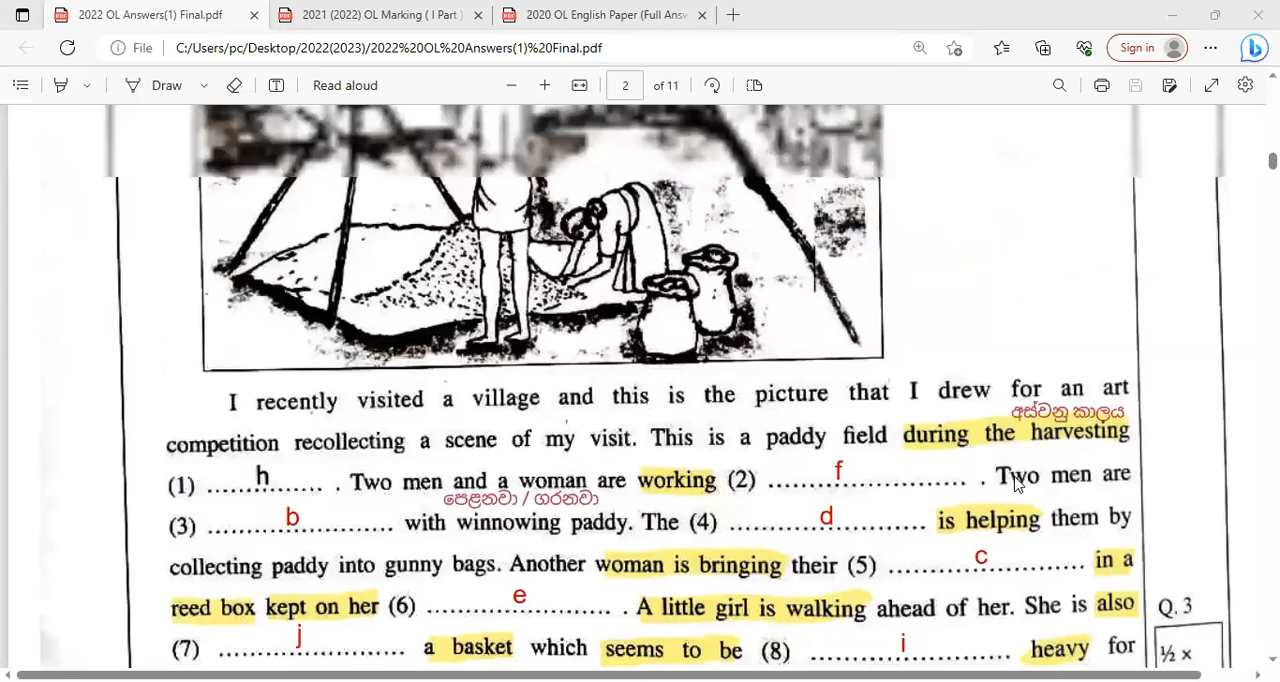 2022 OL Answers(1) Final.pdf
2021 (2022) OL Marking ( I Part )
2020 OL English Paper (Full Answ
File C:/Users/pc/Desktop/2022(2023)/2022%20OL%20Answers(1)%20Final.pdf
Sign in
Draw Read aloud 2 of 11
I recently visited a village and this is the picture that I drew for an art
අස්වනු කාලය
competition recollecting a scene of my visit. This is a paddy field during the harvesting
(1) ......h....... . Two men and a woman are working (2) ..........f.............. . Two men are
පෙළනවා / ගරනවා
(3) ..........b.............. with winnowing paddy. The (4) ..........d.............. is helping them by
collecting paddy into gunny bags. Another woman is bringing their (5) ..........c.............. in a
reed box kept on her (6) ..........e.............. . A little girl is walking ahead of her. She is also
Q. 3
(7) ..........j.............. a basket which seems to be (8) ..........i.............. heavy for
½ x